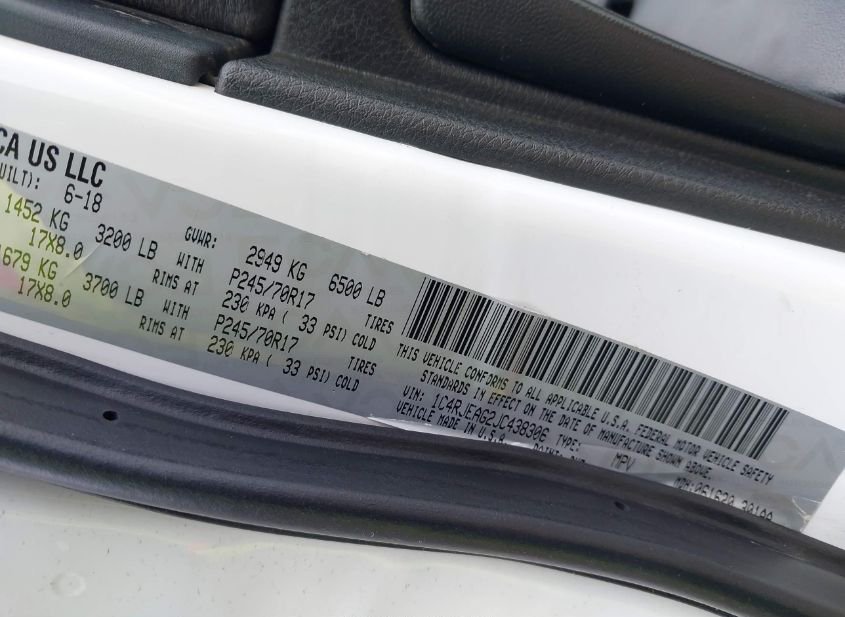 CA US LLC
UILT): 6-18 GVWR: 2949 KG 6500 LB
1452 KG 3200 LB WITH P245/70R17 TIRES
17X8.0 RIMS AT 230 KPA ( 33 PSI) COLD
1679 KG 3700 LB WITH P245/70R17 TIRES
17X8.0 RIMS AT 230 KPA ( 33 PSI) COLD
THIS VEHICLE CONFORMS TO ALL APPLICABLE U.S.A. FEDERAL MOTOR VEHICLE SAFETY
STANDARDS IN EFFECT ON THE DATE OF MANUFACTURE SHOWN ABOVE.
VIN: 1C4RJEAG2JC438306 TYPE: MPV
VEHICLE MADE IN U.S.A. MDH: